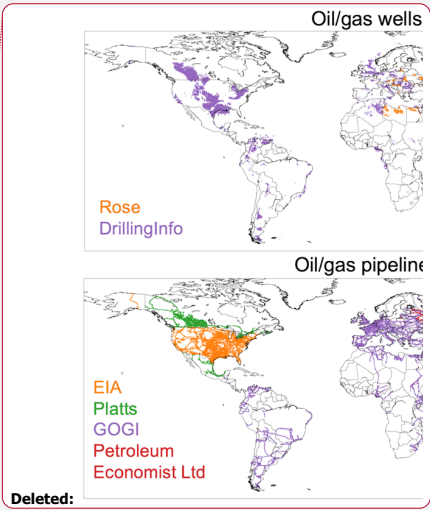 Oil/gas wells
Rose
DrillingInfo
Oil/gas pipeline
EIA
Platts
GOGI
Petroleum
Economist Ltd
Deleted: